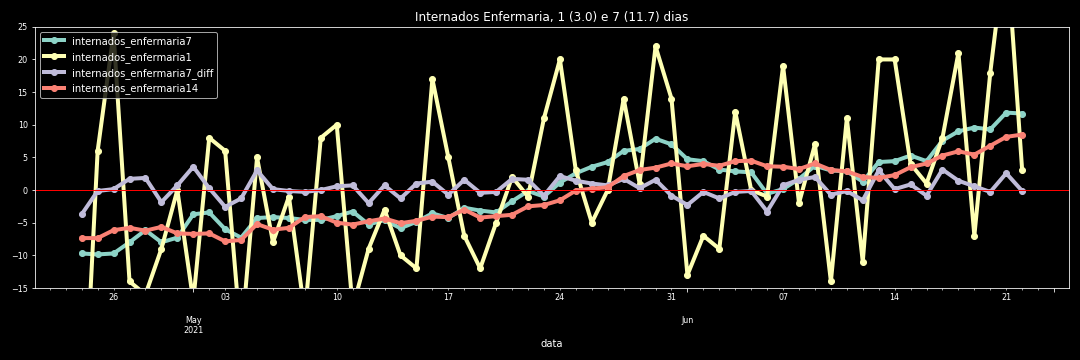 Internados Enfermaria, 1 (3.0) e 7 (11.7) dias
25
20
15
10
5
0
−5
−10
−15
internados_enfermaria7
internados_enfermaria1
internados_enfermaria7_diff
internados_enfermaria14
26 03 10 17 24 31 07 14 21
May Jun
2021
data